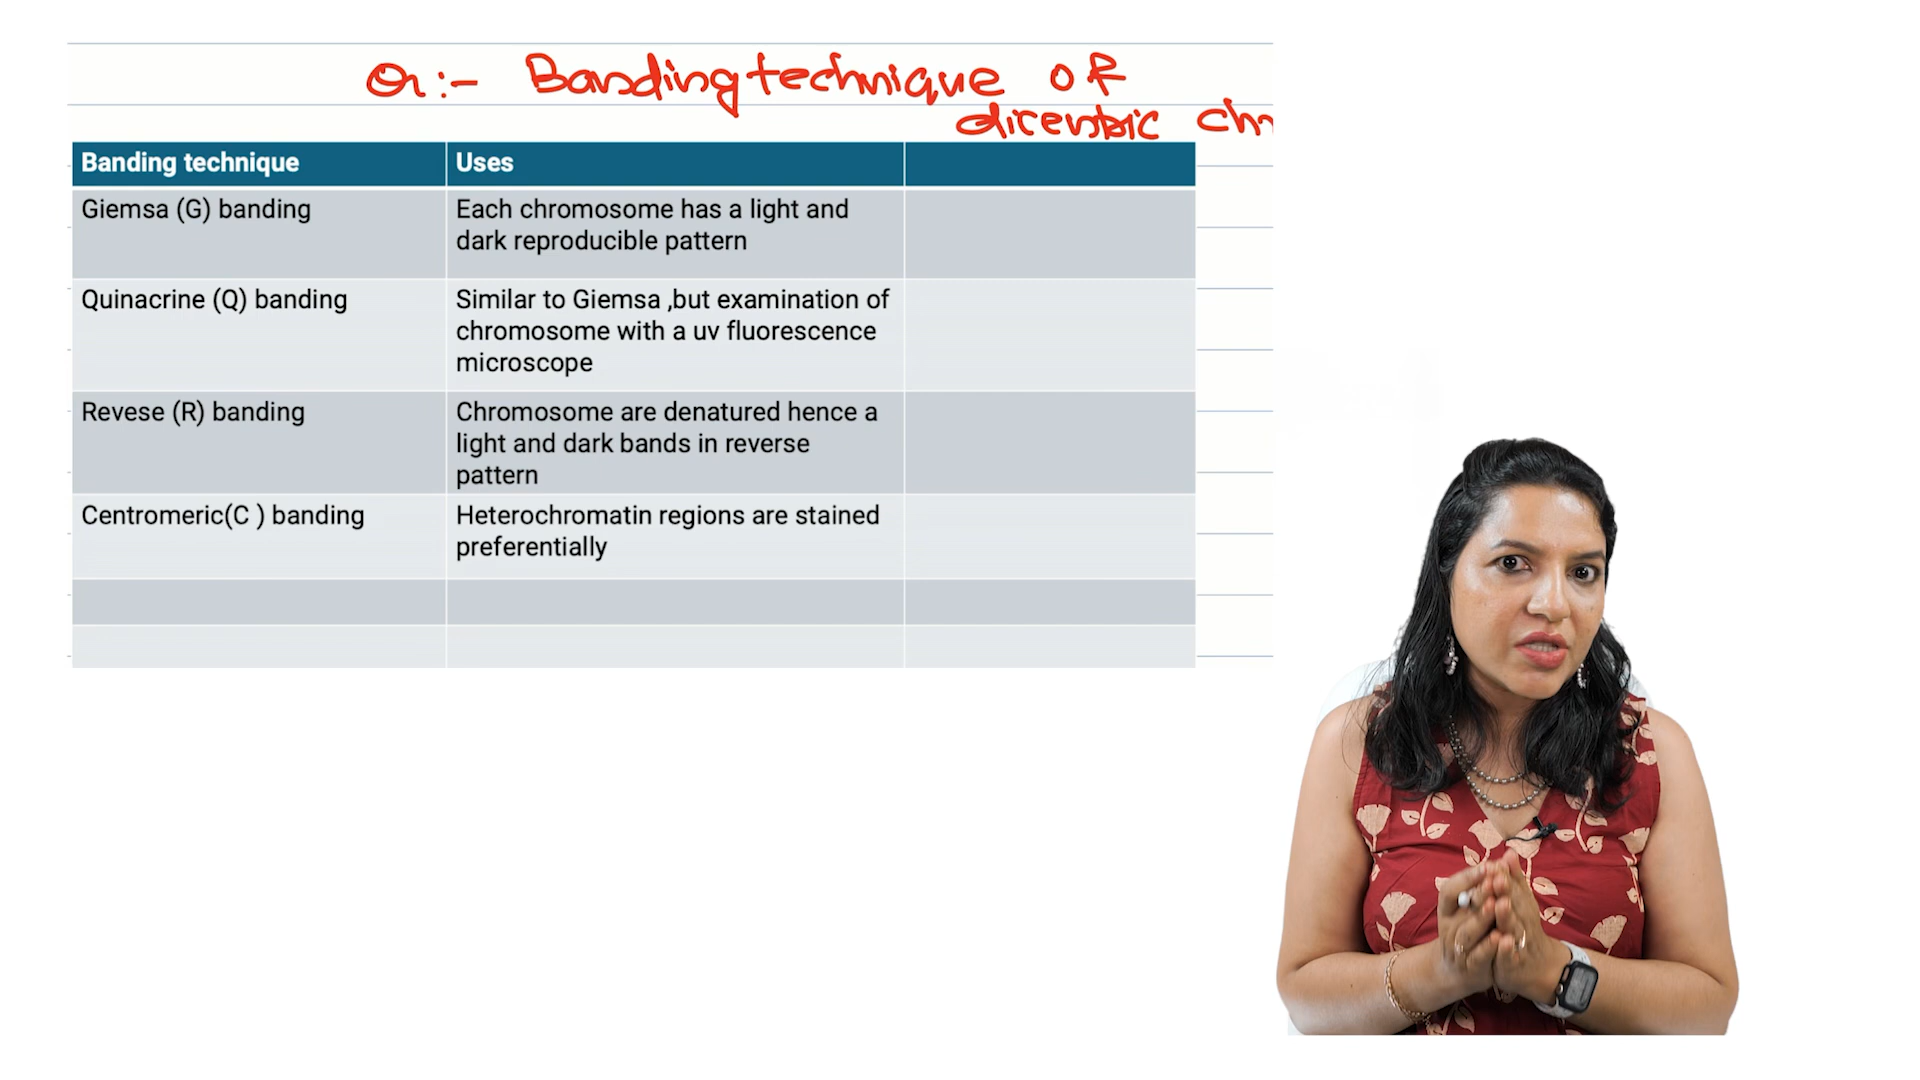 Q:- Banding technique of
dicentric Chr
Banding technique
Uses
Giemsa (G) banding
Each chromosome has a light and
dark reproducible pattern
Quinacrine (Q) banding
Similar to Giemsa ,but examination of
chromosome with a uv fluorescence
microscope
Revese (R) banding
Chromosome are denatured hence a
light and dark bands in reverse
pattern
Centromeric(C ) banding
Heterochromatin regions are stained
preferentially